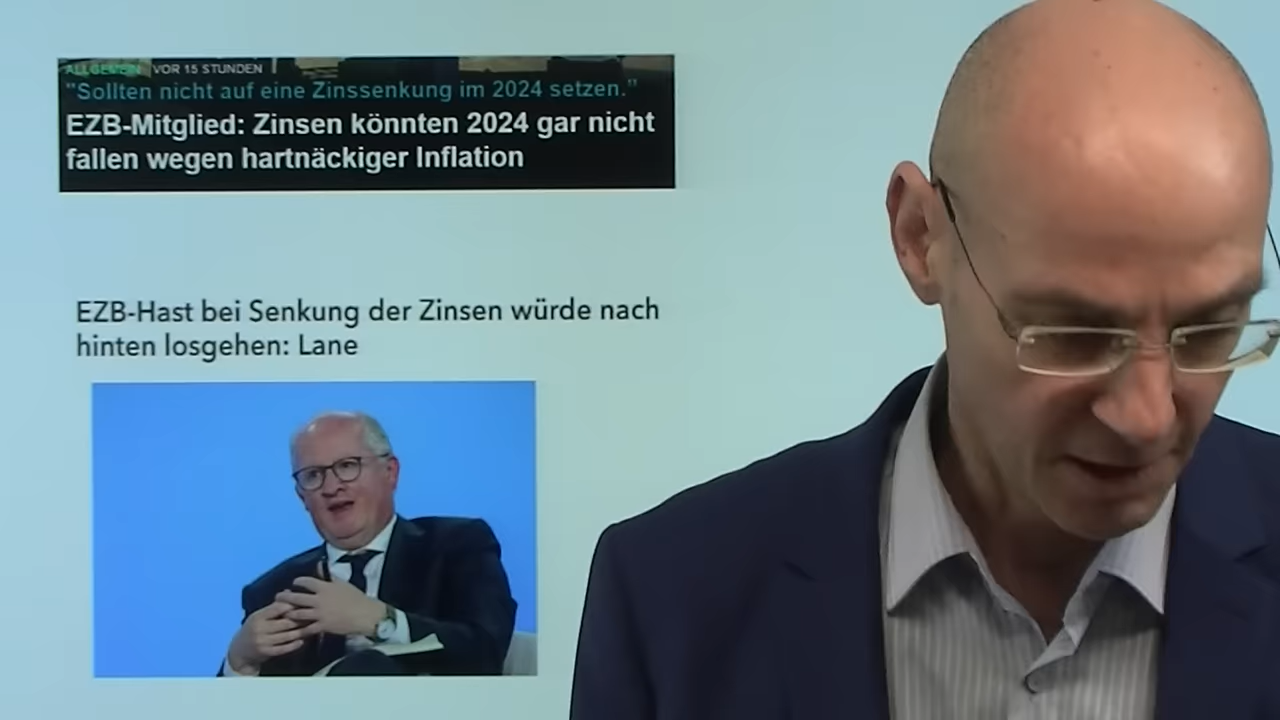 ALLGEMEIN VOR 15 STUNDEN
"Sollten nicht auf eine Zinssenkung im 2024 setzen."
EZB-Mitglied: Zinsen könnten 2024 gar nicht
fallen wegen hartnäckiger Inflation
EZB-Hast bei Senkung der Zinsen würde nach
hinten losgehen: Lane